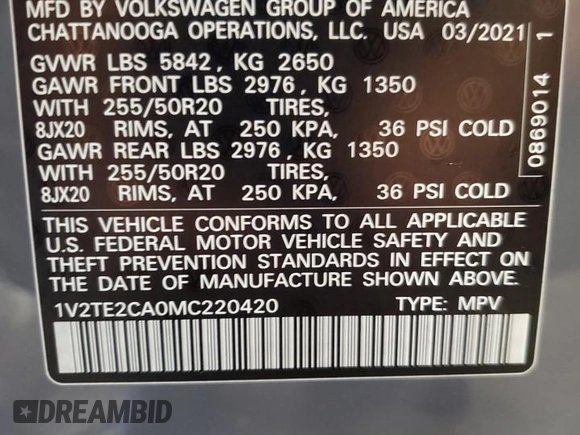 MFD BY VOLKSWAGEN GROUP OF AMERICA
CHATTANOOGA OPERATIONS, LLC. USA 03/2021
GVWR LBS 5842, KG 2650
GAWR FRONT LBS 2976, KG 1350
WITH 255/50R20 TIRES,
8JX20 RIMS, AT 250 KPA, 36 PSI COLD
GAWR REAR LBS 2976, KG 1350
WITH 255/50R20 TIRES,
8JX20 RIMS, AT 250 KPA, 36 PSI COLD
THIS VEHICLE CONFORMS TO ALL APPLICABLE
U.S. FEDERAL MOTOR VEHICLE SAFETY AND
THEFT PREVENTION STANDARDS IN EFFECT ON
THE DATE OF MANUFACTURE SHOWN ABOVE.
1V2TE2CA0MC220420 TYPE: MPV
0869014 1
DREAMBID